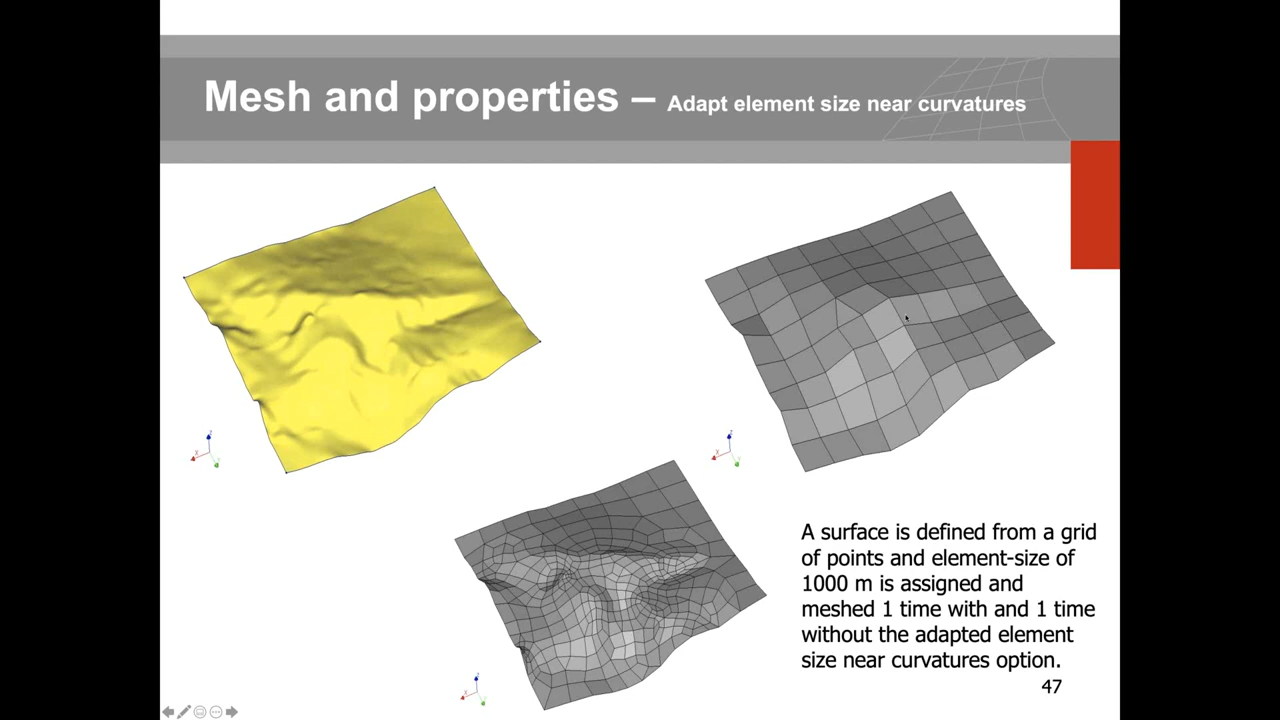 Mesh and properties – Adapt element size near curvatures
A surface is defined from a grid
of points and element-size of
1000 m is assigned and
meshed 1 time with and 1 time
without the adapted element
size near curvatures option.
47